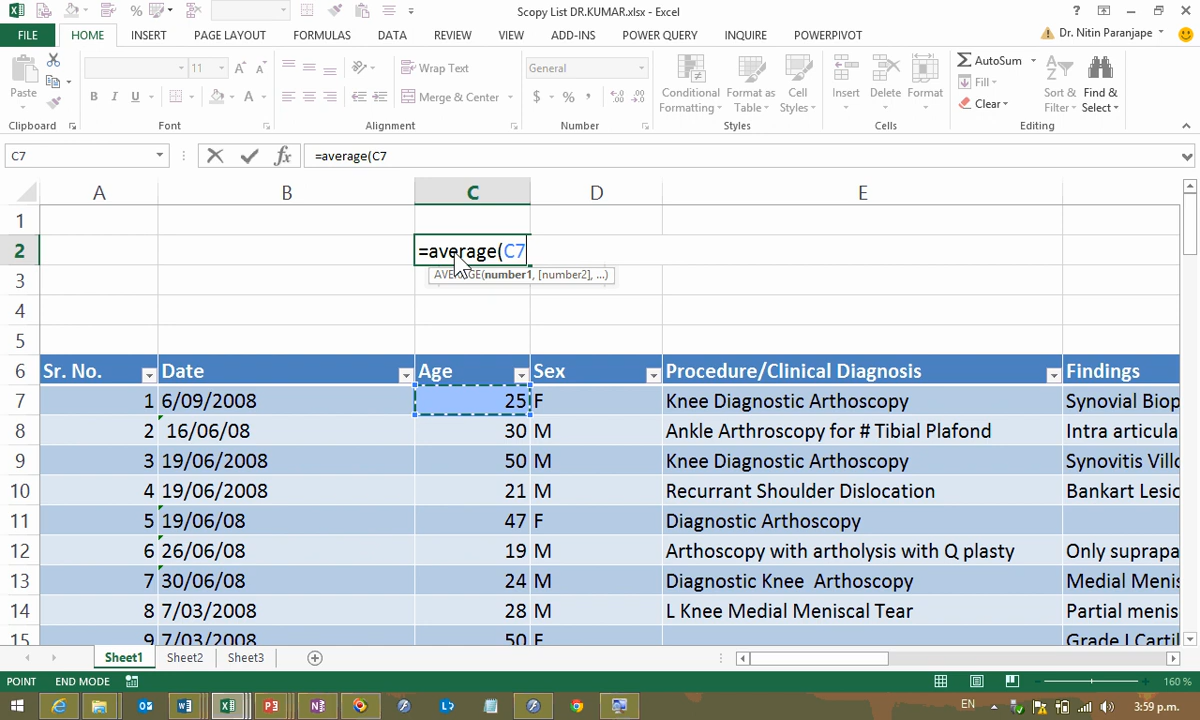 Scopy List DR.KUMAR.xlsx - Excel
FILE HOME INSERT PAGE LAYOUT FORMULAS DATA REVIEW VIEW ADD-INS POWER QUERY INQUIRE POWERPIVOT Dr. Nitin Paranjape
Paste
11 A A
B I U A
Wrap Text
Merge & Center
General
$ % ,
Conditional Formatting
Format as Table
Cell Styles
Insert Delete Format
AutoSum
Fill
Clear
Sort & Filter
Find & Select
Clipboard Font Alignment Number Styles Cells Editing
C7 fx =average(C7
A B C D E
1
2 =average(C7
AVERAGE(number1, [number2], ...)
3
4
5
6 Sr. No. Date Age Sex Procedure/Clinical Diagnosis Findings
7 1 6/09/2008 25 F Knee Diagnostic Arthoscopy Synovial Biop
8 2 16/06/08 30 M Ankle Arthroscopy for # Tibial Plafond Intra articula
9 3 19/06/2008 50 M Knee Diagnostic Arthoscopy Synovitis Villo
10 4 19/06/2008 21 M Recurrant Shoulder Dislocation Bankart Lesio
11 5 19/06/08 47 F Diagnostic Arthoscopy
12 6 26/06/08 19 M Arthoscopy with artholysis with Q plasty Only suprapa
13 7 30/06/08 24 M Diagnostic Knee  Arthoscopy Medial Menis
14 8 7/03/2008 28 M L Knee Medial Meniscal Tear Partial menis
15 9 7/03/2008 50 F Grade I Cartil
Sheet1 Sheet2 Sheet3
POINT END MODE 160 %
EN 3:59 p.m.